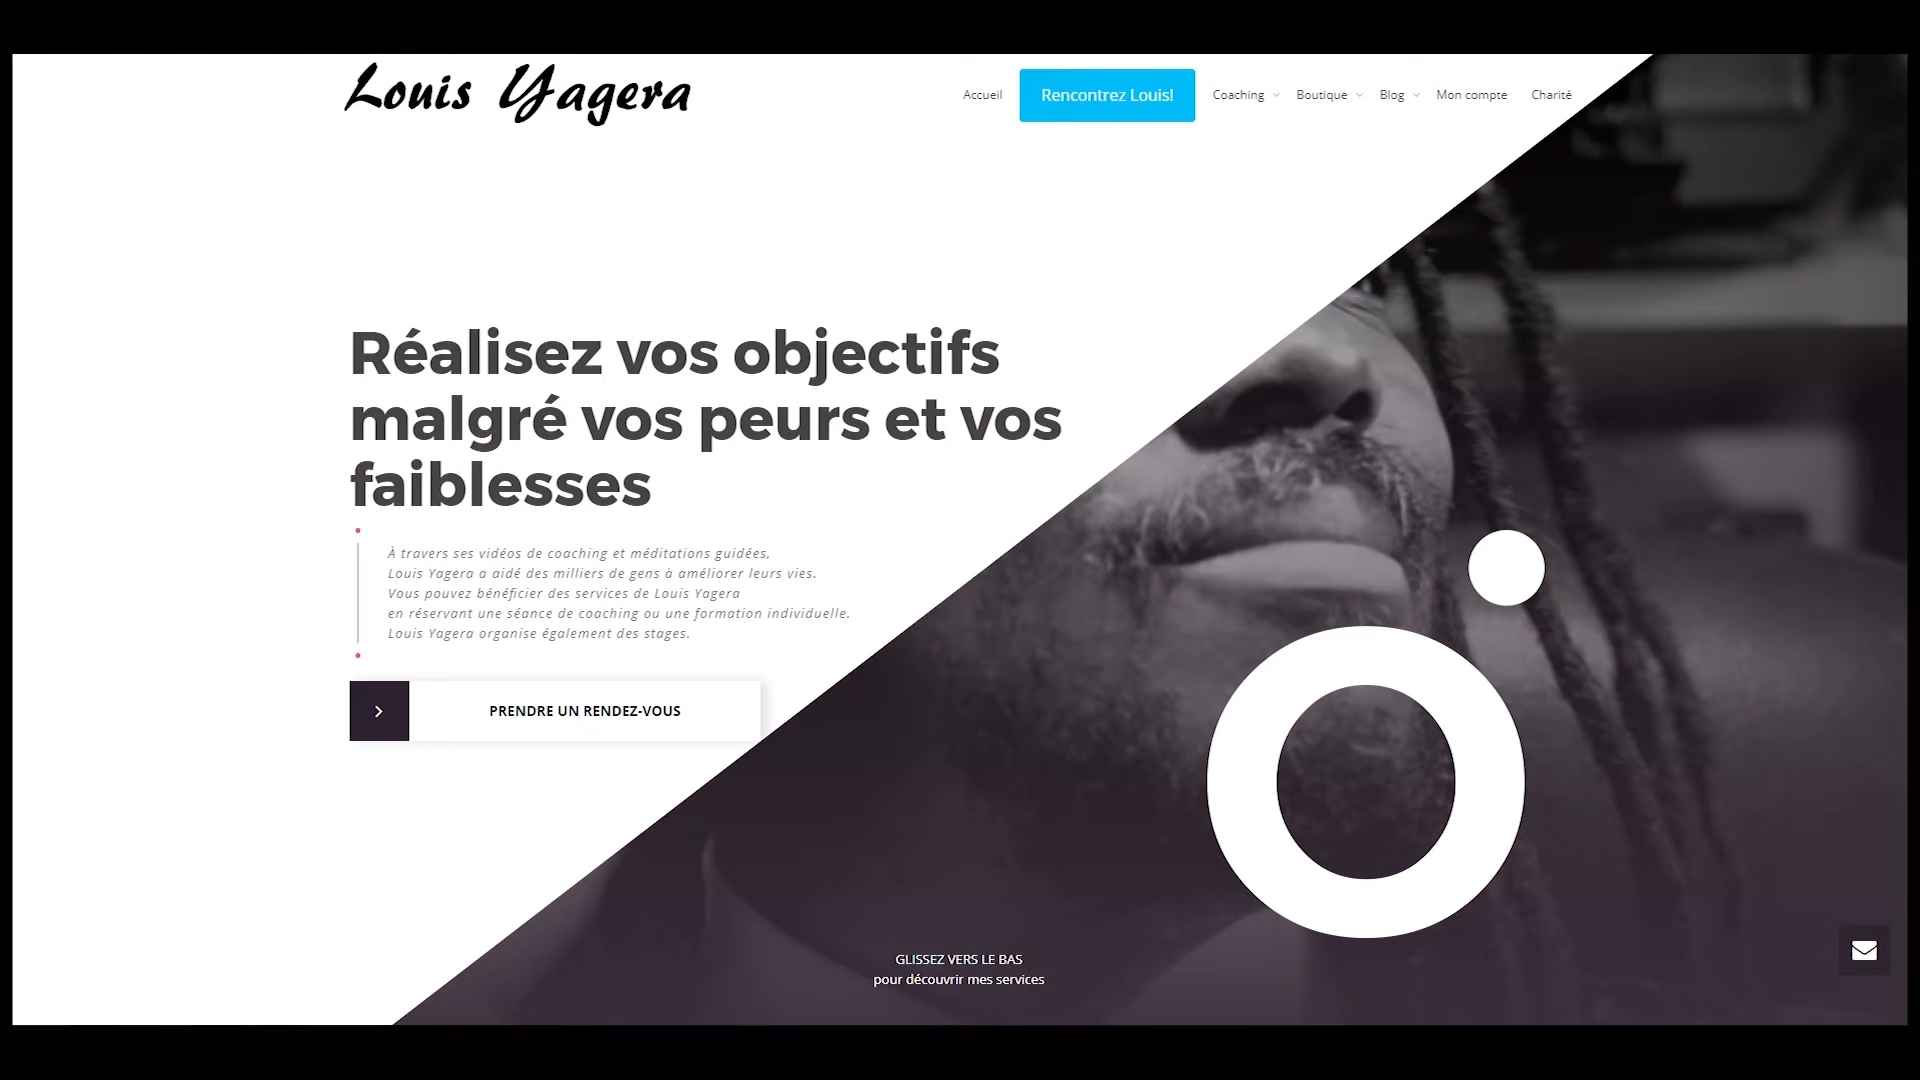 Louis Yagera
Accueil
Rencontrez Louis!
Coaching
Boutique
Blog
Mon compte
Charité
Réalisez vos objectifs
malgré vos peurs et vos
faiblesses
À travers ses vidéos de coaching et méditations guidées,
Louis Yagera a aidé des milliers de gens à améliorer leurs vies.
Vous pouvez bénéficier des services de Louis Yagera
en réservant une séance de coaching ou une formation individuelle.
Louis Yagera organise également des stages.
PRENDRE UN RENDEZ-VOUS
GLISSEZ VERS LE BAS
pour découvrir mes services